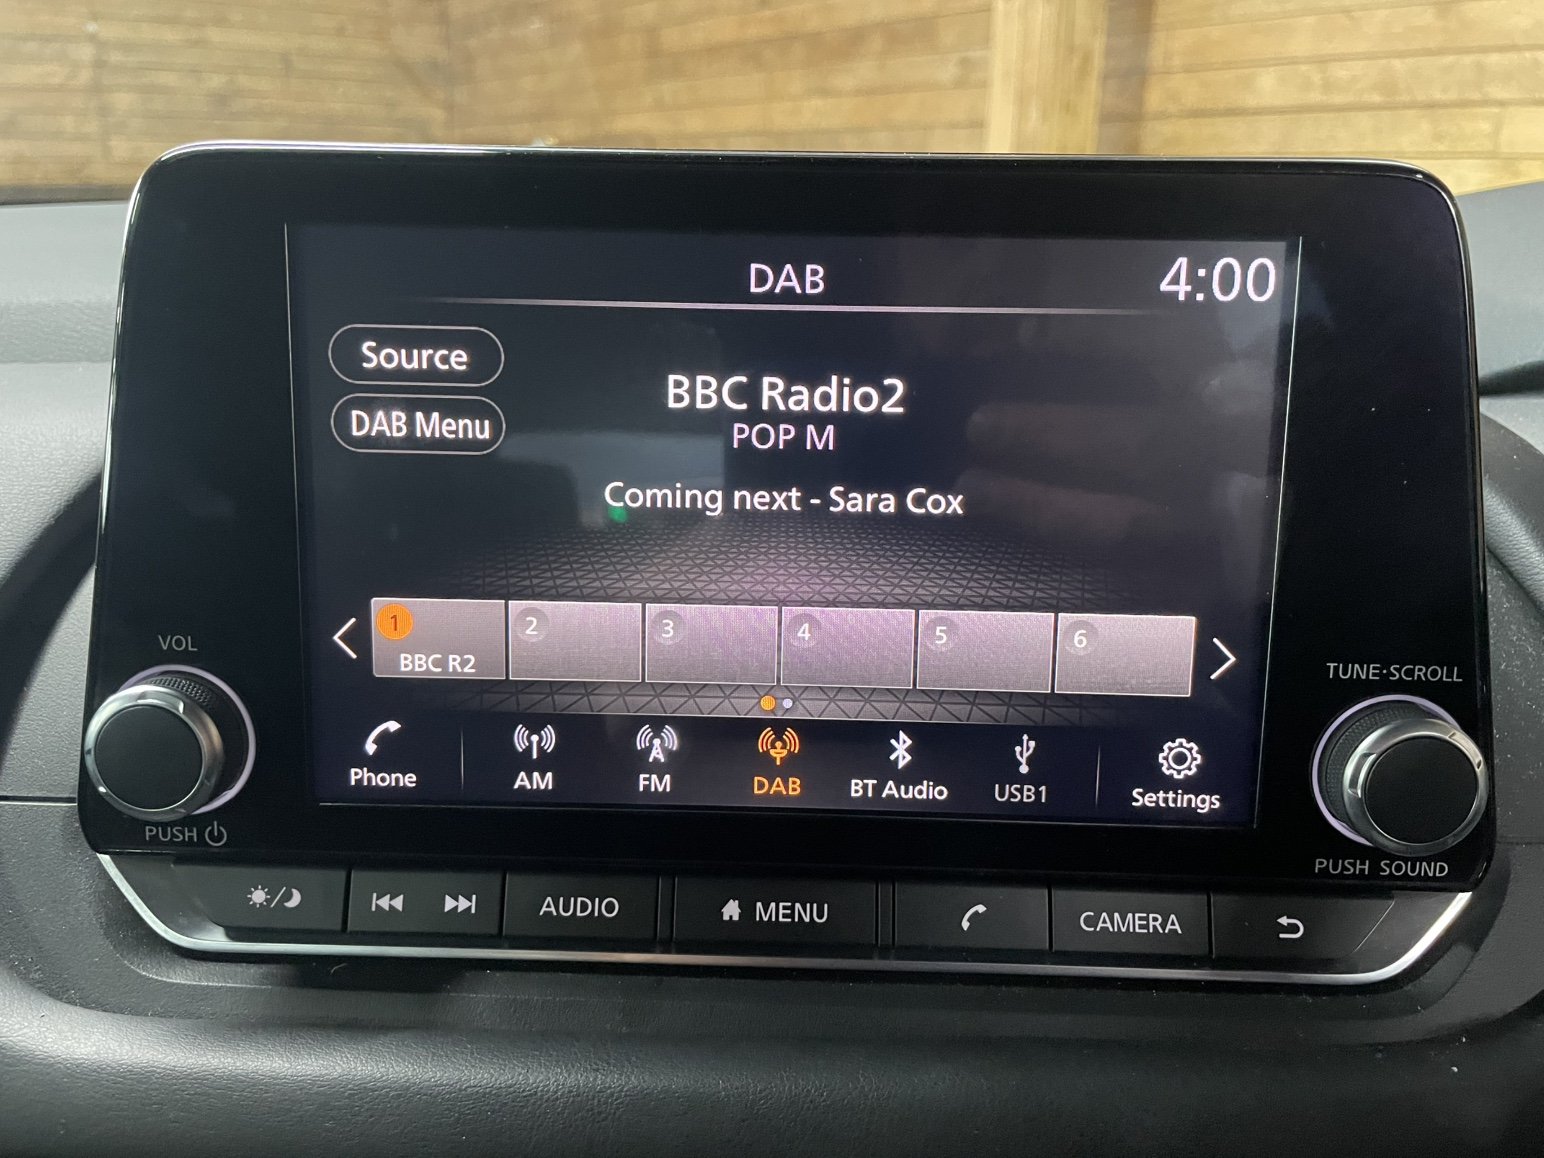 DAB
4:00
Source
DAB Menu
BBC Radio2
POP M
Coming next - Sara Cox
1
2
3
4
5
6
BBC R2
VOL
PUSH
TUNE·SCROLL
PUSH SOUND
Phone
AM
FM
DAB
BT Audio
USB1
Settings
AUDIO
MENU
CAMERA